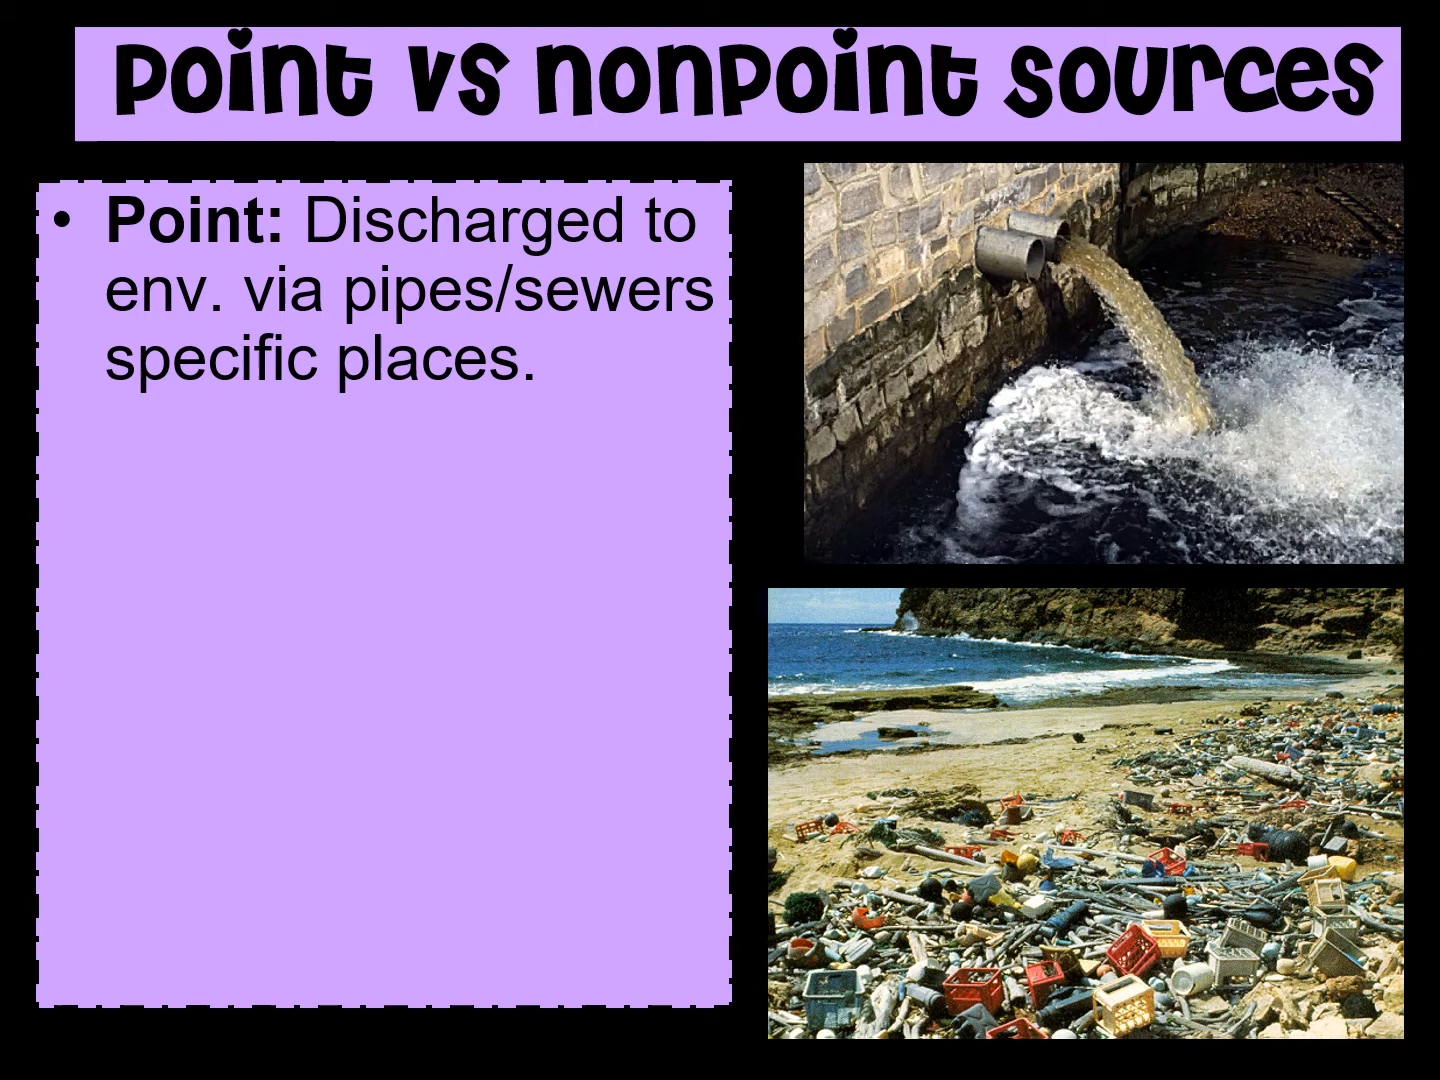 Point vs nonpoint sources
• Point: Discharged to
env. via pipes/sewers
specific places.